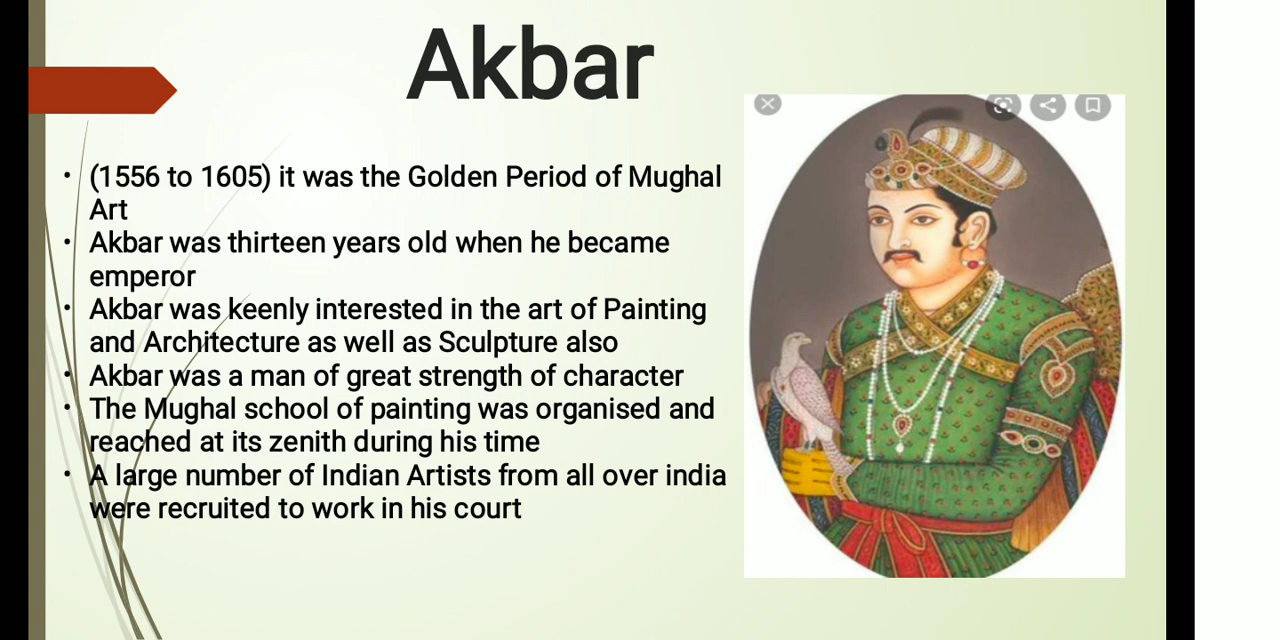 Akbar
• (1556 to 1605) it was the Golden Period of Mughal
Art
• Akbar was thirteen years old when he became
emperor
• Akbar was keenly interested in the art of Painting
and Architecture as well as Sculpture also
• Akbar was a man of great strength of character
• The Mughal school of painting was organised and
reached at its zenith during his time
• A large number of Indian Artists from all over india
were recruited to work in his court